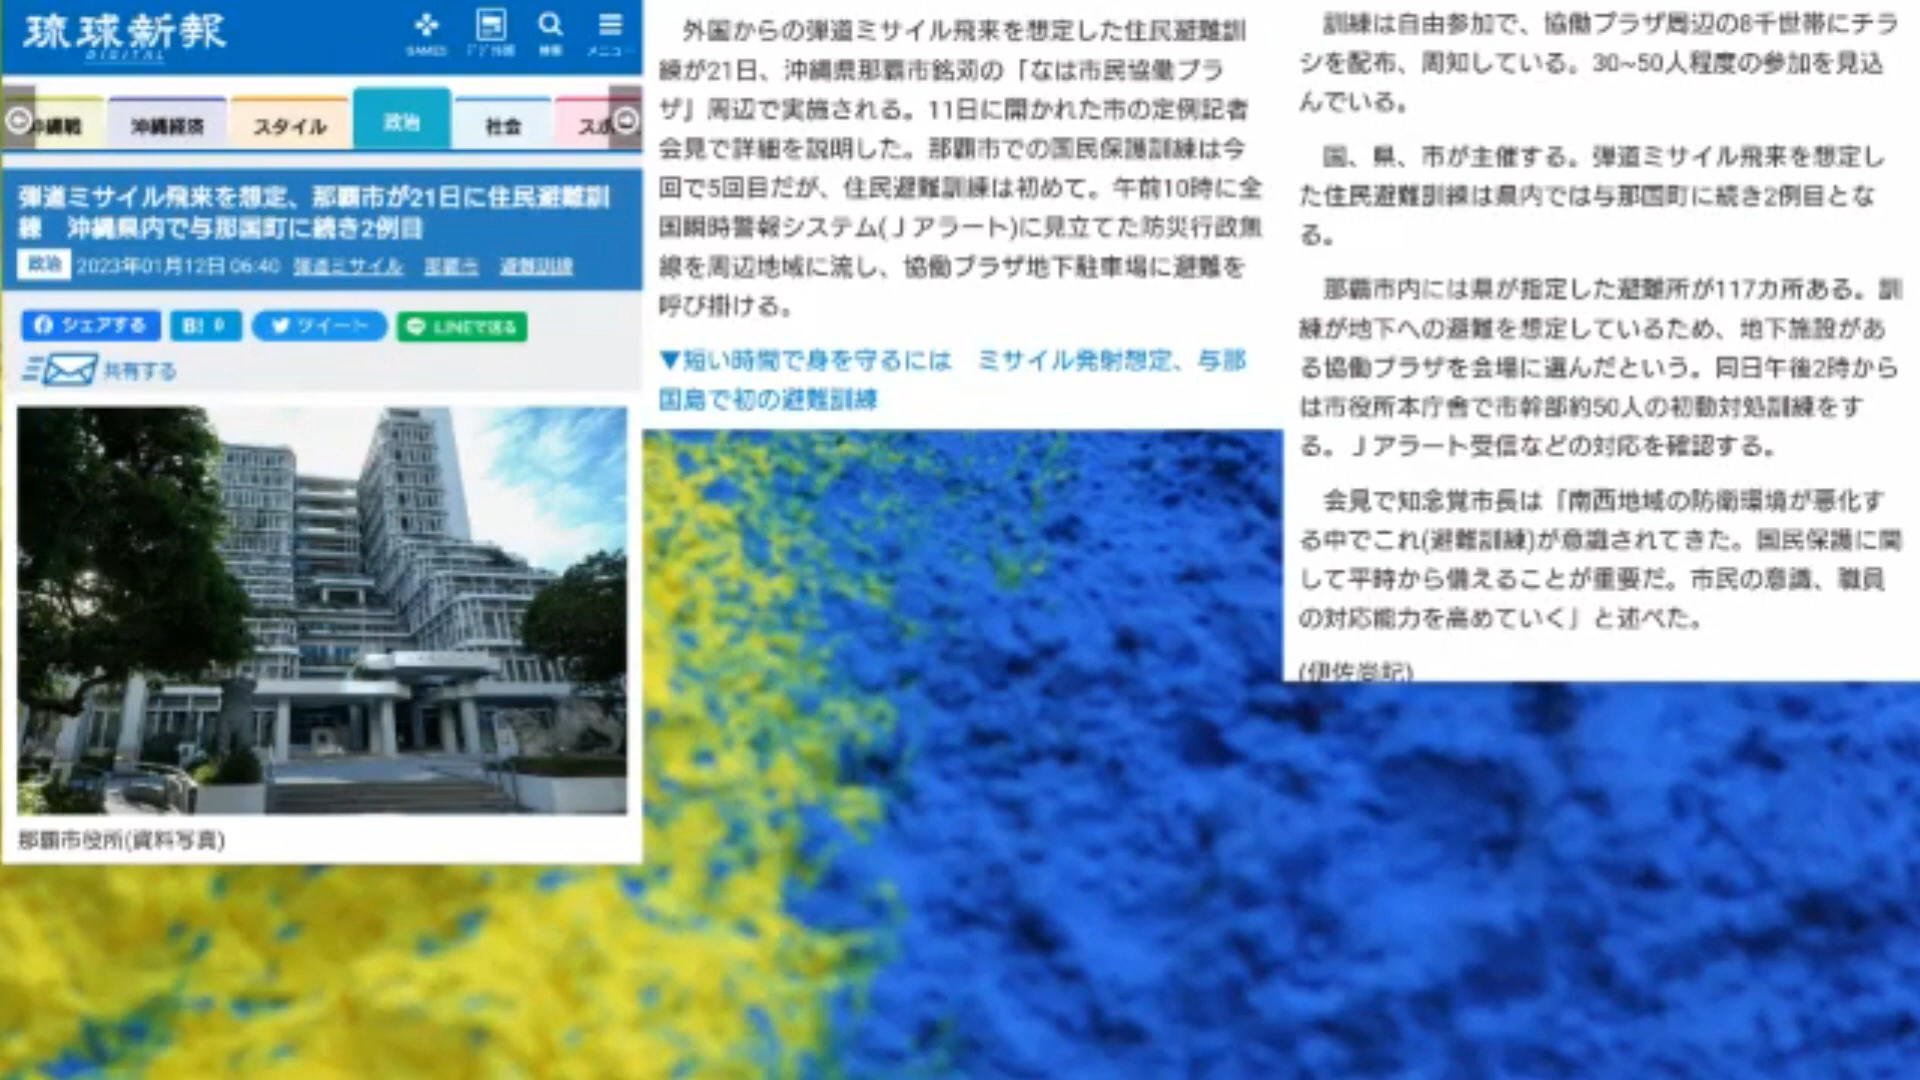 琉球新報
DIGITAL
GAMES
検索
メニュー
沖縄戦
沖縄経済
スタイル
政治
社会
スポ
弾道ミサイル飛来を想定、那覇市が21日に住民避難訓
練　沖縄県内で与那国町に続き2例目
政治 2023年01月12日 06:40 弾道ミサイル 那覇市 避難訓練
シェアする
B! 0
ツイート
LINEで送る
共有する
那覇市役所(資料写真)
外国からの弾道ミサイル飛来を想定した住民避難訓
練が21日、沖縄県那覇市銘苅の「なは市民協働プラ
ザ」周辺で実施される。11日に開かれた市の定例記者
会見で詳細を説明した。那覇市での国民保護訓練は今
回で5回目だが、住民避難訓練は初めて。午前10時に全
国瞬時警報システム(Ｊアラート)に見立てた防災行政無
線を周辺地域に流し、協働プラザ地下駐車場に避難を
呼び掛ける。
▼短い時間で身を守るには　ミサイル発射想定、与那
国島で初の避難訓練
訓練は自由参加で、協働プラザ周辺の8千世帯にチラ
シを配布、周知している。30~50人程度の参加を見込
んでいる。
国、県、市が主催する。弾道ミサイル飛来を想定し
た住民避難訓練は県内では与那国町に続き2例目とな
る。
那覇市内には県が指定した避難所が117カ所ある。訓
練が地下への避難を想定しているため、地下施設があ
る協働プラザを会場に選んだという。同日午後2時から
は市役所本庁舎で市幹部約50人の初動対処訓練をす
る。Ｊアラート受信などの対応を確認する。
会見で知念覚市長は「南西地域の防衛環境が悪化す
る中でこれ(避難訓練)が意識されてきた。国民保護に関
して平時から備えることが重要だ。市民の意識、職員
の対応能力を高めていく」と述べた。
(伊佐尚記)